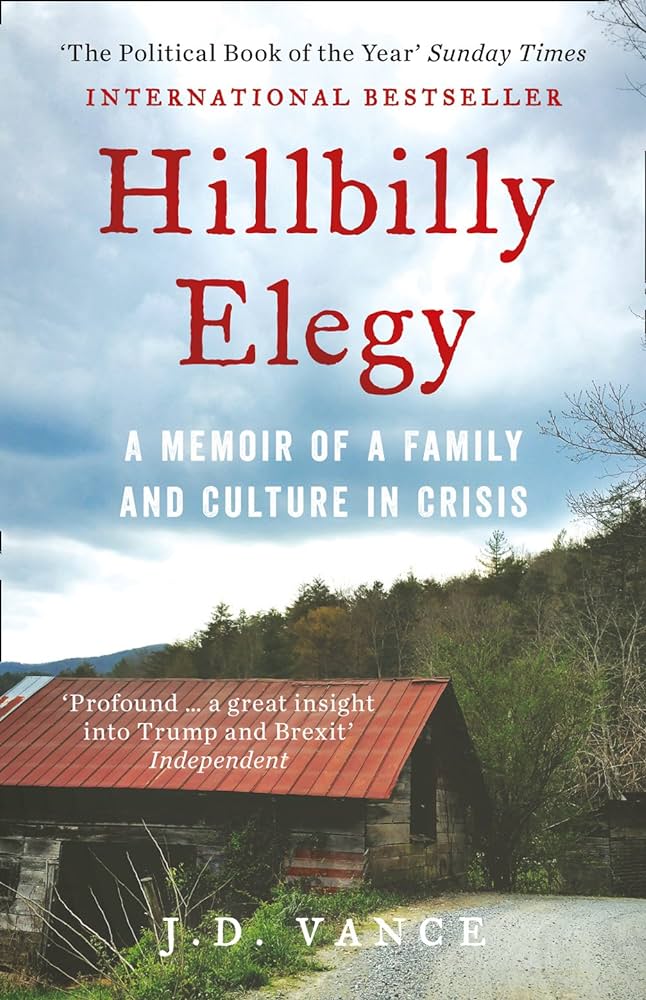 ‘The Political Book of the Year’ Sunday Times
INTERNATIONAL BESTSELLER
Hillbilly
Elegy
A MEMOIR OF A FAMILY
AND CULTURE IN CRISIS
‘Profound ... a great insight
into Trump and Brexit’
Independent
J.D. VANCE